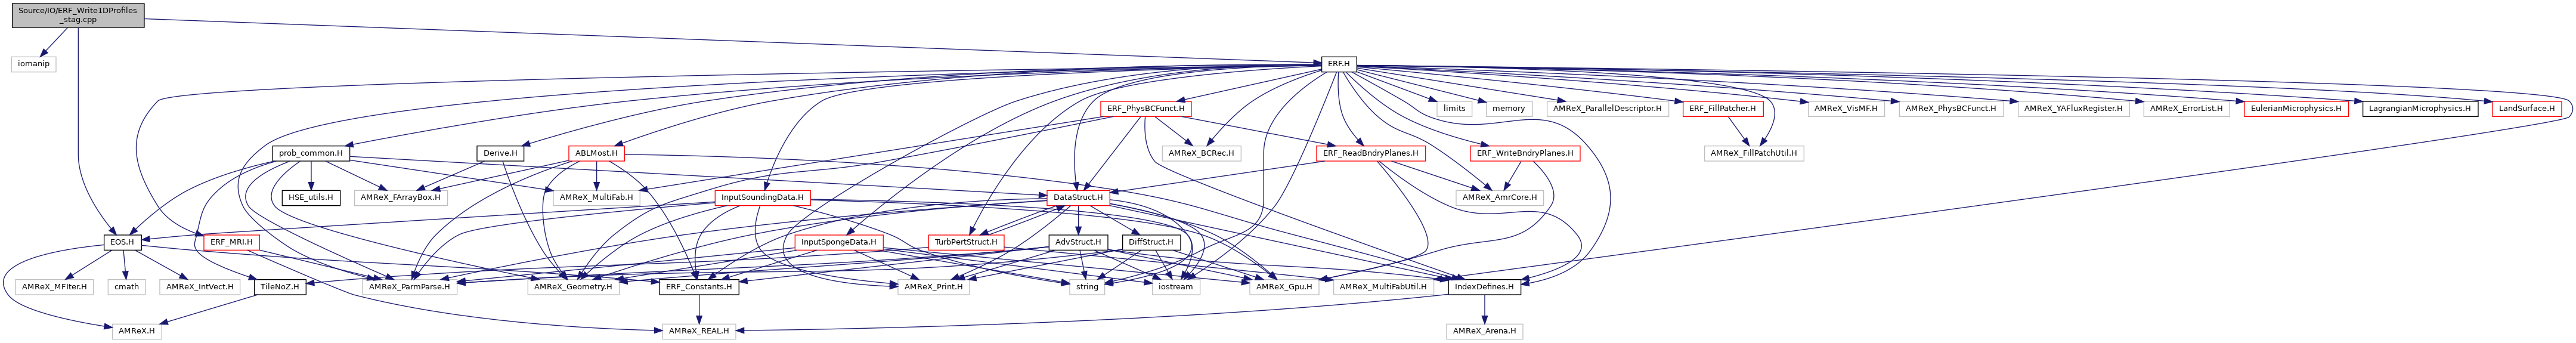 Source/IO/ERF_Write1DProfiles
_stag.cpp
iomanip
ERF.H
ERF_PhysBCFunct.H
limits
memory
AMReX_ParallelDescriptor.H
ERF_FillPatcher.H
AMReX_VisMF.H
AMReX_PhysBCFunct.H
AMReX_YAFluxRegister.H
AMReX_ErrorList.H
EulerianMicrophysics.H
LagrangianMicrophysics.H
LandSurface.H
prob_common.H
Derive.H
ABLMost.H
AMReX_BCRec.H
ERF_ReadBndryPlanes.H
ERF_WriteBndryPlanes.H
AMReX_FillPatchUtil.H
HSE_utils.H
AMReX_FArrayBox.H
AMReX_MultiFab.H
InputSoundingData.H
DataStruct.H
AMReX_AmrCore.H
EOS.H
ERF_MRI.H
InputSpongeData.H
TurbPertStruct.H
AdvStruct.H
DiffStruct.H
AMReX_MFIter.H
cmath
AMReX_IntVect.H
TileNoZ.H
AMReX_ParmParse.H
AMReX_Geometry.H
ERF_Constants.H
AMReX_Print.H
string
iostream
AMReX_Gpu.H
AMReX_MultiFabUtil.H
IndexDefines.H
AMReX.H
AMReX_REAL.H
AMReX_Arena.H